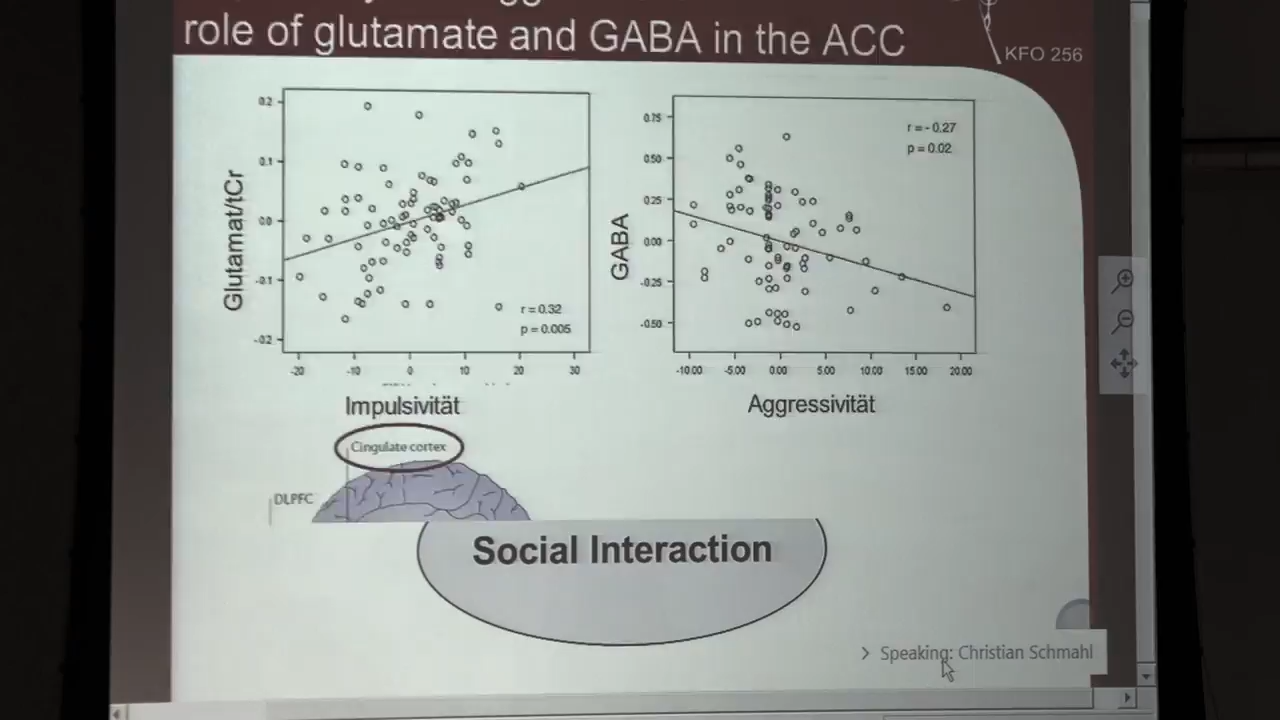 role of glutamate and GABA in the ACC
KFO 256
Glutamat/tCr
0.2
0.1
0.0
-0.1
-0.2
r = 0.32
p = 0.005
-20 -10 0 10 20 30
Impulsivität
GABA
0.75
0.50
0.25
0.00
-0.25
-0.50
r = - 0.27
p = 0.02
-10.00 -5.00 0.00 5.00 10.00 15.00 20.00
Aggressivität
Cingulate cortex
DLPFC
Social Interaction
> Speaking: Christian Schmahl